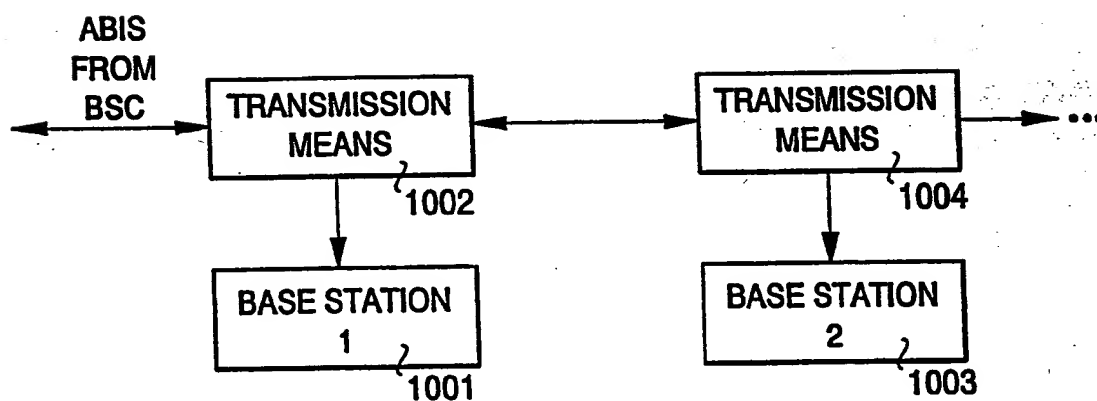 ABIS
FROM
BSC
TRANSMISSION
MEANS
1002
TRANSMISSION
MEANS
1004
•••
BASE STATION
1
1001
BASE STATION
2
1003